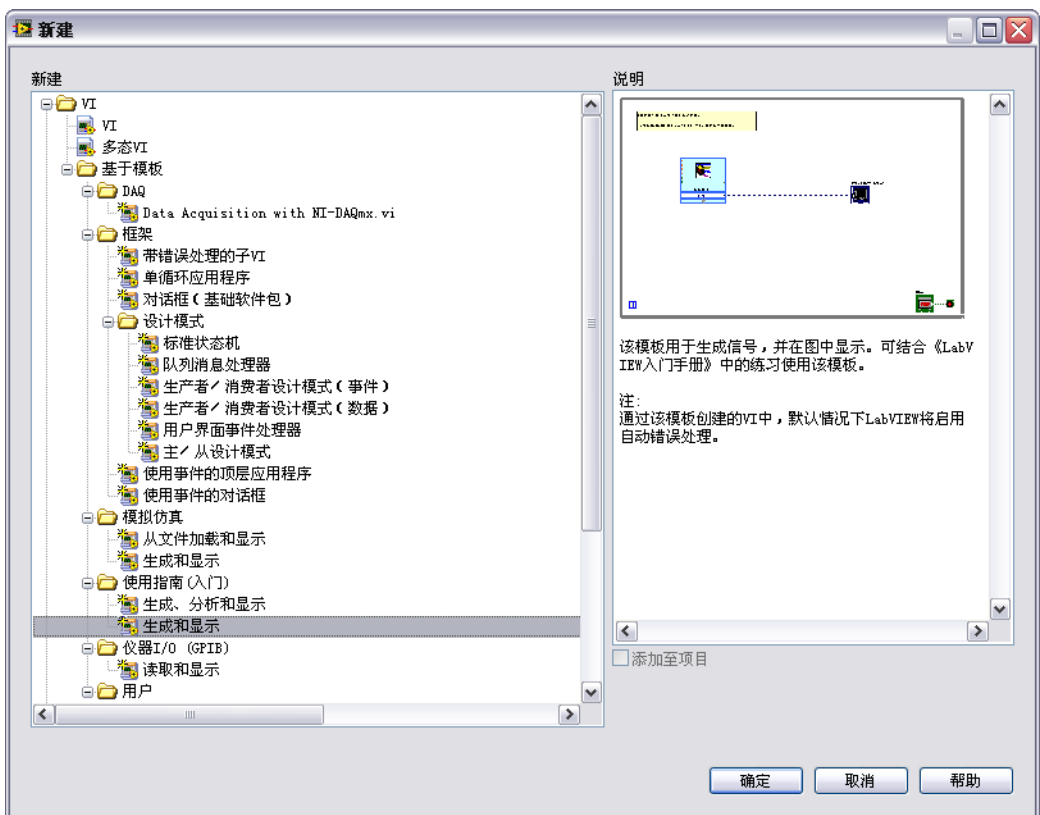 新建
新建
VI
VI
多态VI
基于模板
DAQ
Data Acquisition with NI-DAQmx.vi
框架
带错误处理的子VI
单循环应用程序
对话框(基础软件包)
设计模式
标准状态机
队列消息处理器
生产者/消费者设计模式(事件)
生产者/消费者设计模式(数据)
用户界面事件处理器
主/从设计模式
使用事件的顶层应用程序
使用事件的对话框
模拟仿真
从文件加载和显示
生成和显示
使用指南(入门)
生成、分析和显示
生成和显示
仪器I/O (GPIB)
读取和显示
用户
说明
该模板用于生成信号,并在图中显示。可结合《LabV
IEW入门手册》中的练习使用该模板。
注:
通过该模板创建的VI中,默认情况下LabVIEW将启用
自动错误处理。
添加至项目
确定
取消
帮助